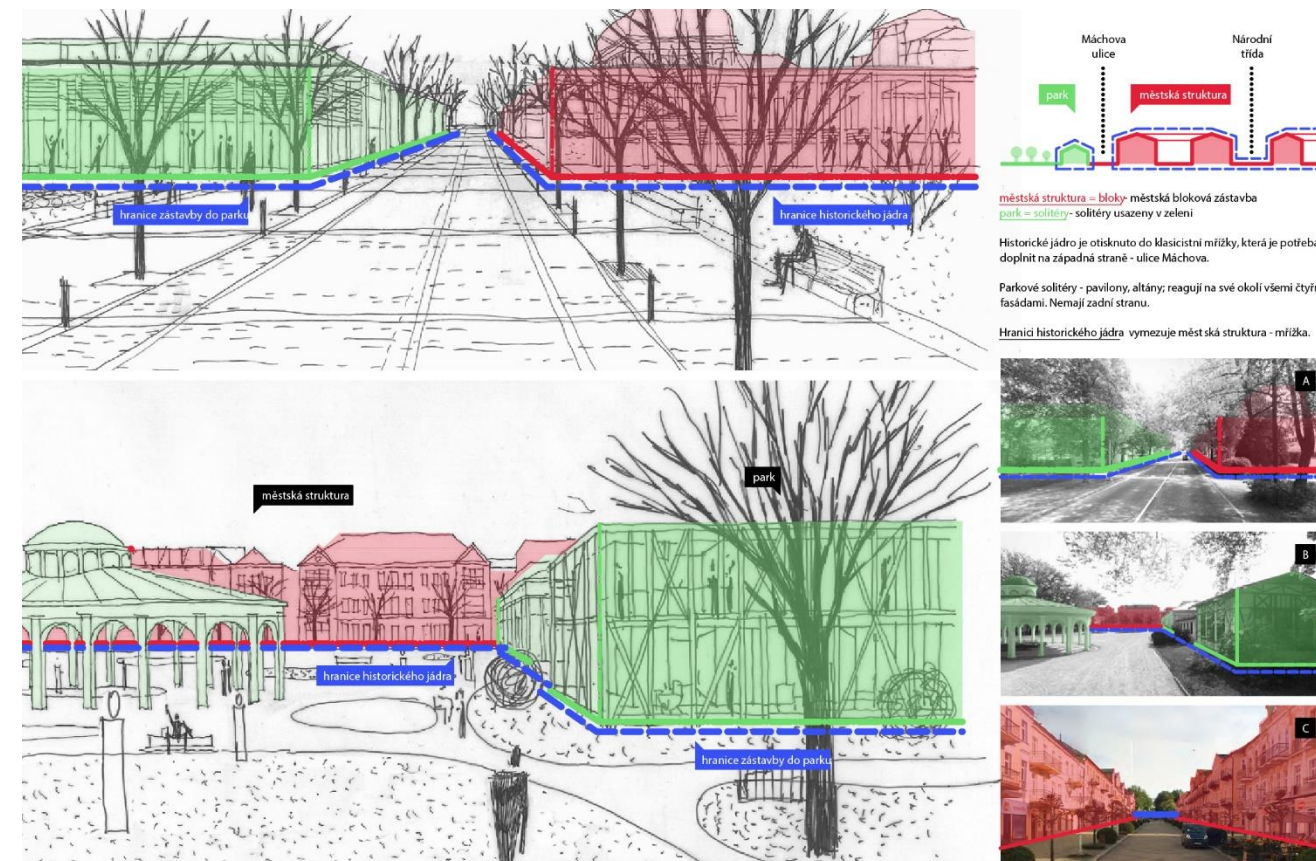 hranice zástavby do parku
hranice historického jádra
Máchova
ulice
Národní
třída
park
městská struktura
městská struktura = bloky- městská bloková zástavba
park = solitéry- solitéry usazeny v zeleni
Historické jádro je otisknuto do klasicistní mřížky, která je potřeba
doplnit na západná straně - ulice Máchova.
Parkové solitéry - pavilony, altány; reagují na své okolí všemi čtyř
fasádami. Nemají zadní stranu.
Hranici historického jádra vymezuje měst ská struktura - mřížka.
A
městská struktura
park
hranice historického jádra
hranice zástavby do parku
B
C